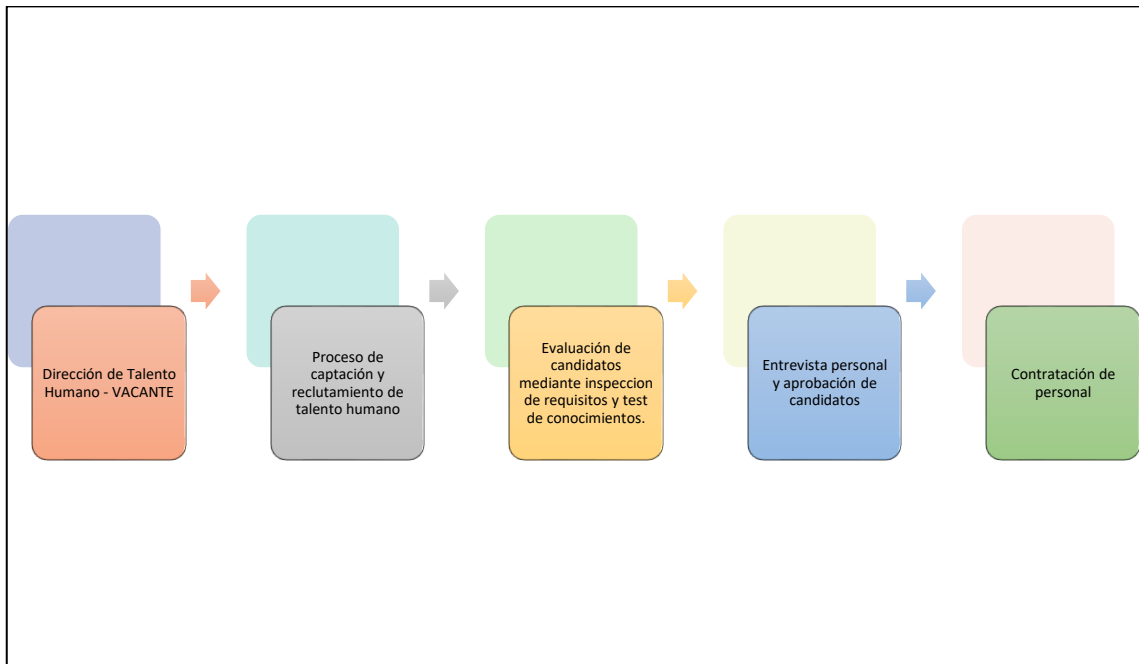 Dirección de Talento
Humano - VACANTE
Proceso de
captación y
reclutamiento de
talento humano
Evaluación de
candidatos
mediante inspeccion
de requisitos y test
de conocimientos.
Entrevista personal
y aprobación de
candidatos
Contratación de
personal